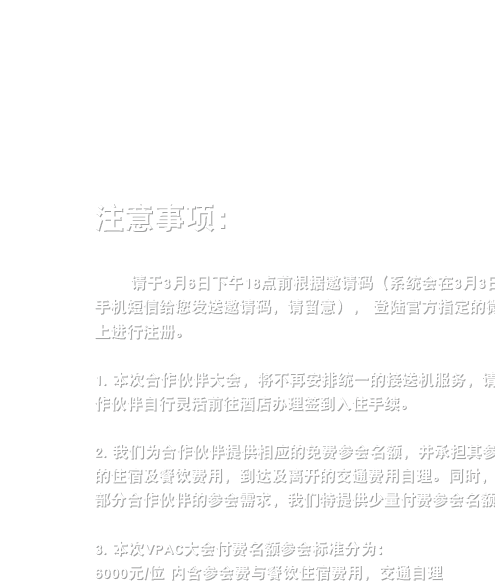 注意事项：
请于3月6日下午18点前根据邀请码（系统会在3月3日
手机短信给您发送邀请码，请留意），登陆官方指定的微
上进行注册。
1. 本次合作伙伴大会，将不再安排统一的接送机服务，请
作伙伴自行灵活前往酒店办理签到入住手续。
2. 我们为合作伙伴提供相应的免费参会名额，并承担其参
的住宿及餐饮费用，到达及离开的交通费用自理。同时，
部分合作伙伴的参会需求，我们特提供少量付费参会名额
3. 本次VPAC大会付费名额参会标准分为：
6000元/位 内含参会费与餐饮住宿费用，交通自理